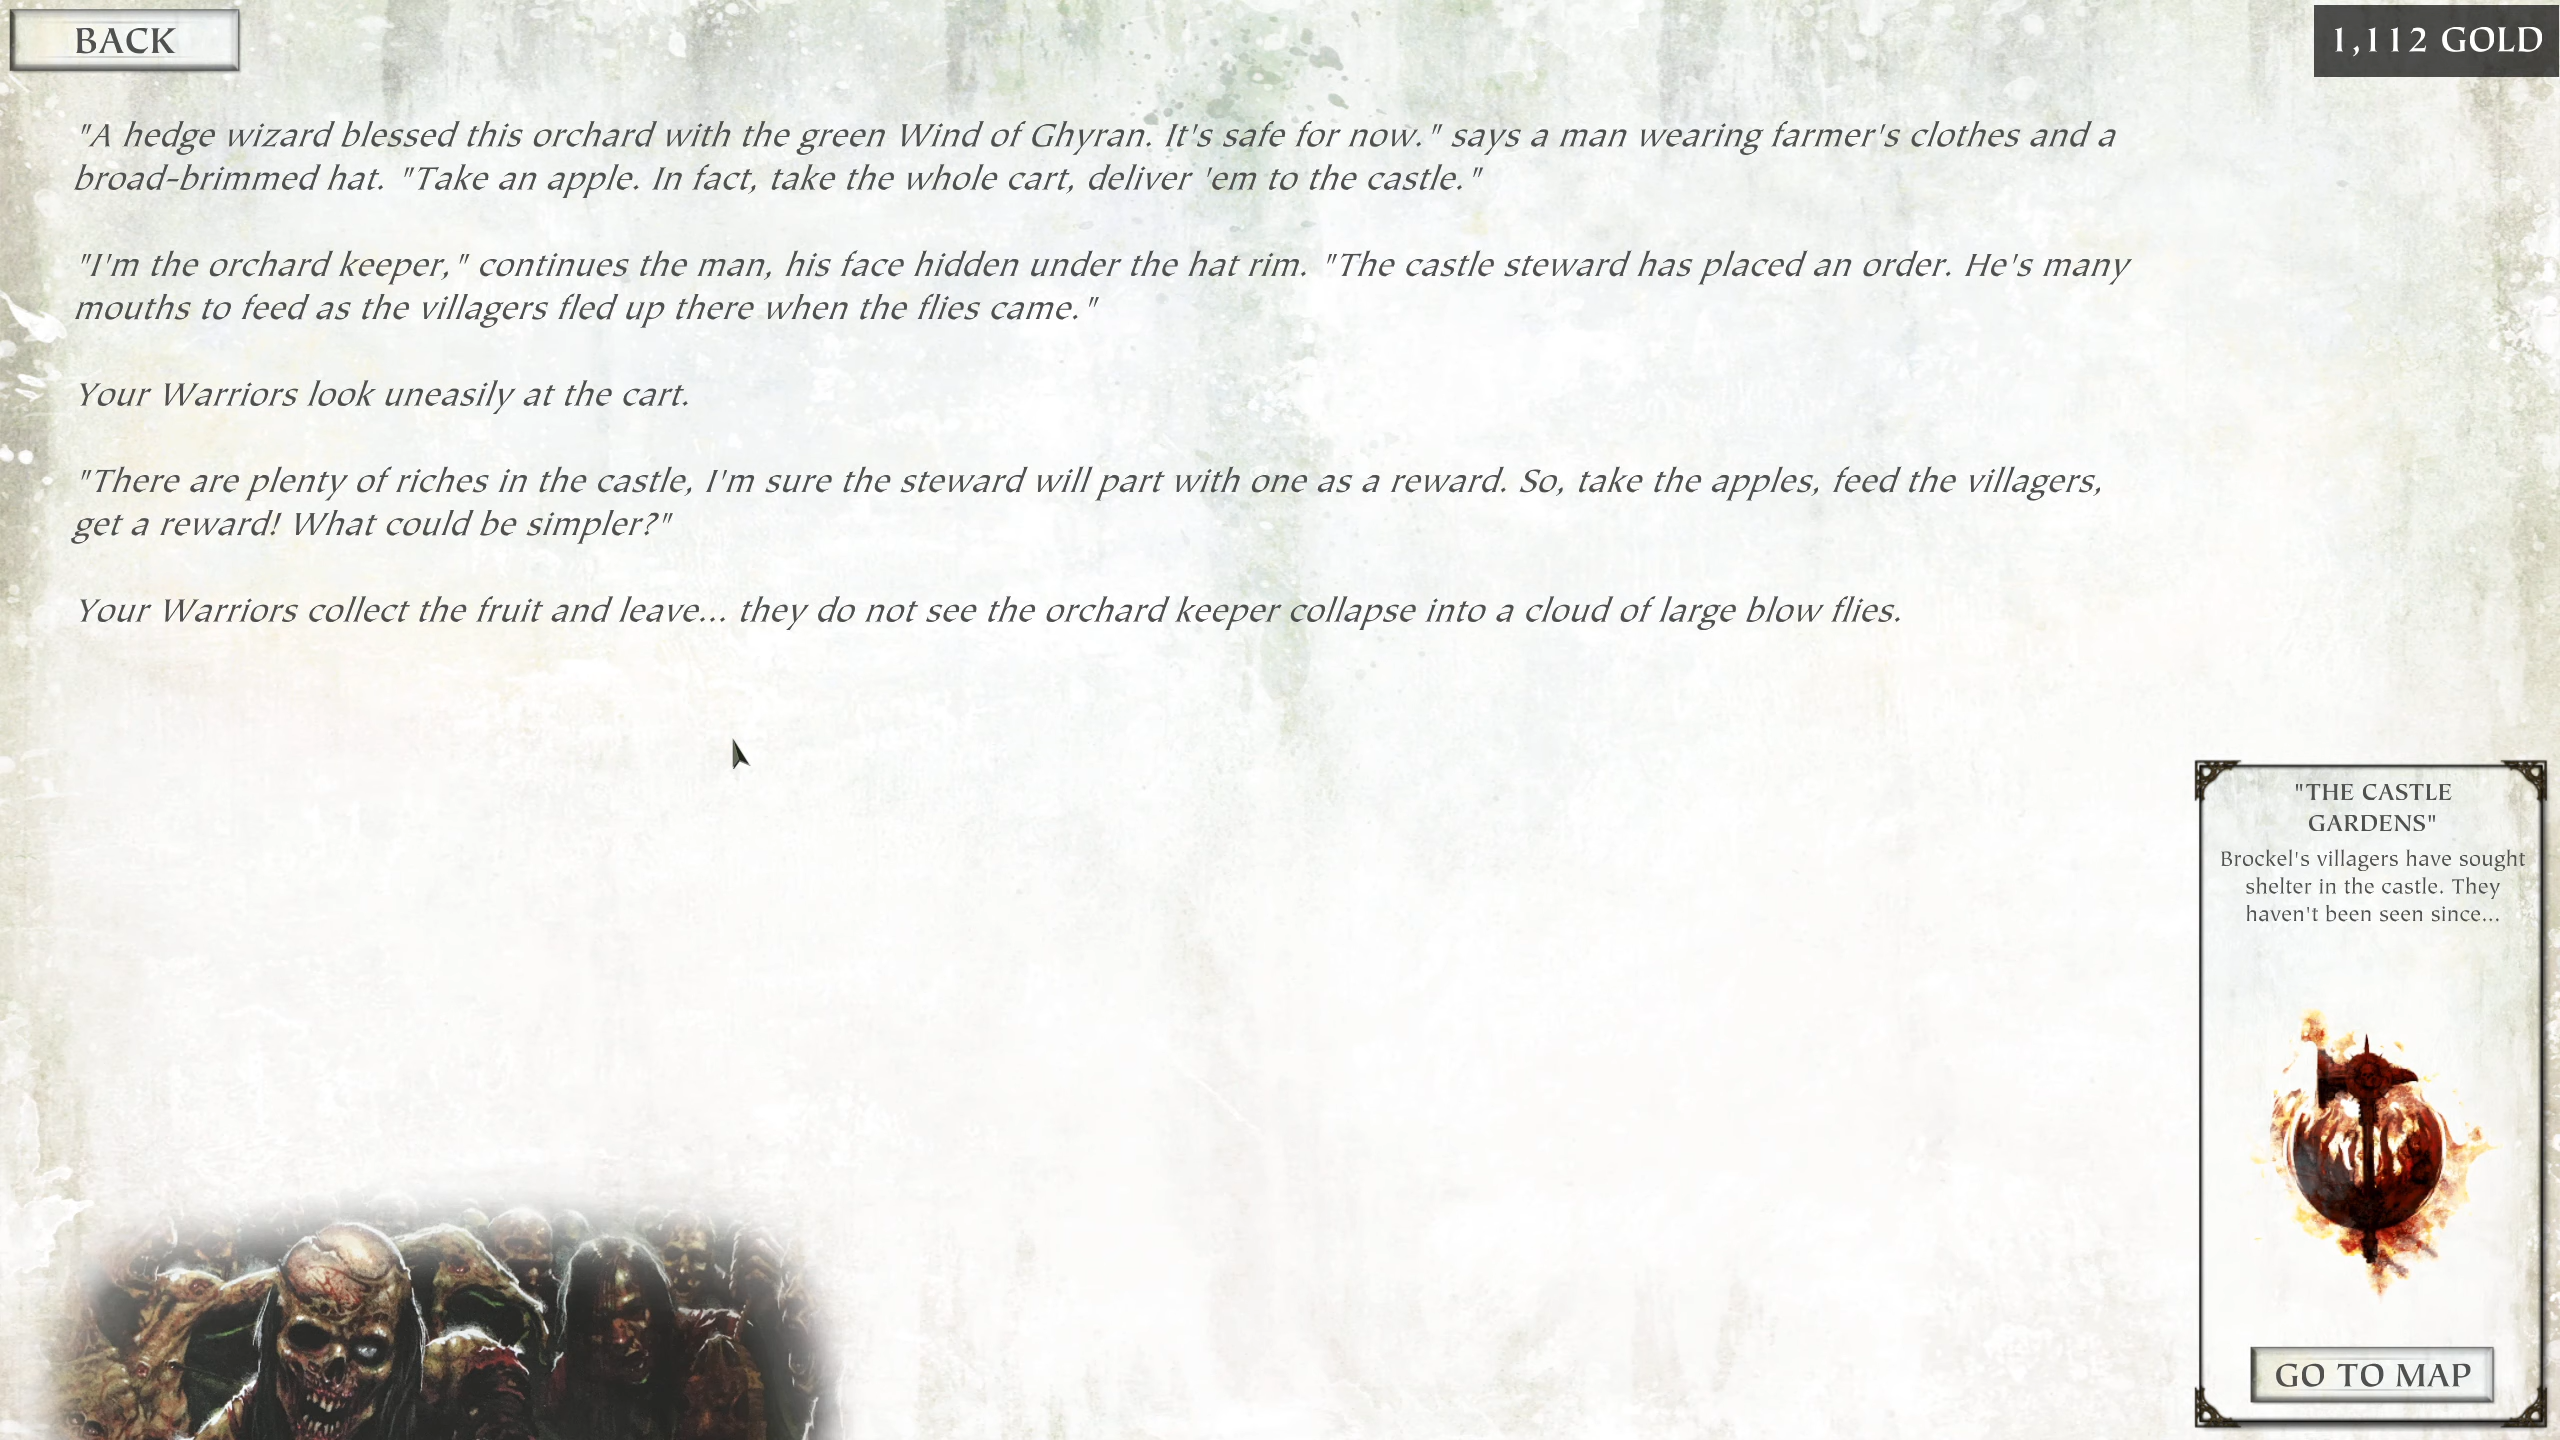 BACK
1,112 GOLD
"A hedge wizard blessed this orchard with the green Wind of Ghyran. It's safe for now." says a man wearing farmer's clothes and a
broad-brimmed hat. "Take an apple. In fact, take the whole cart, deliver 'em to the castle."
"I'm the orchard keeper," continues the man, his face hidden under the hat rim. "The castle steward has placed an order. He's many
mouths to feed as the villagers fled up there when the flies came."
Your Warriors look uneasily at the cart.
"There are plenty of riches in the castle, I'm sure the steward will part with one as a reward. So, take the apples, feed the villagers,
get a reward! What could be simpler?"
Your Warriors collect the fruit and leave... they do not see the orchard keeper collapse into a cloud of large blow flies.
"THE CASTLE
GARDENS"
Brockel's villagers have sought
shelter in the castle. They
haven't been seen since...
GO TO MAP